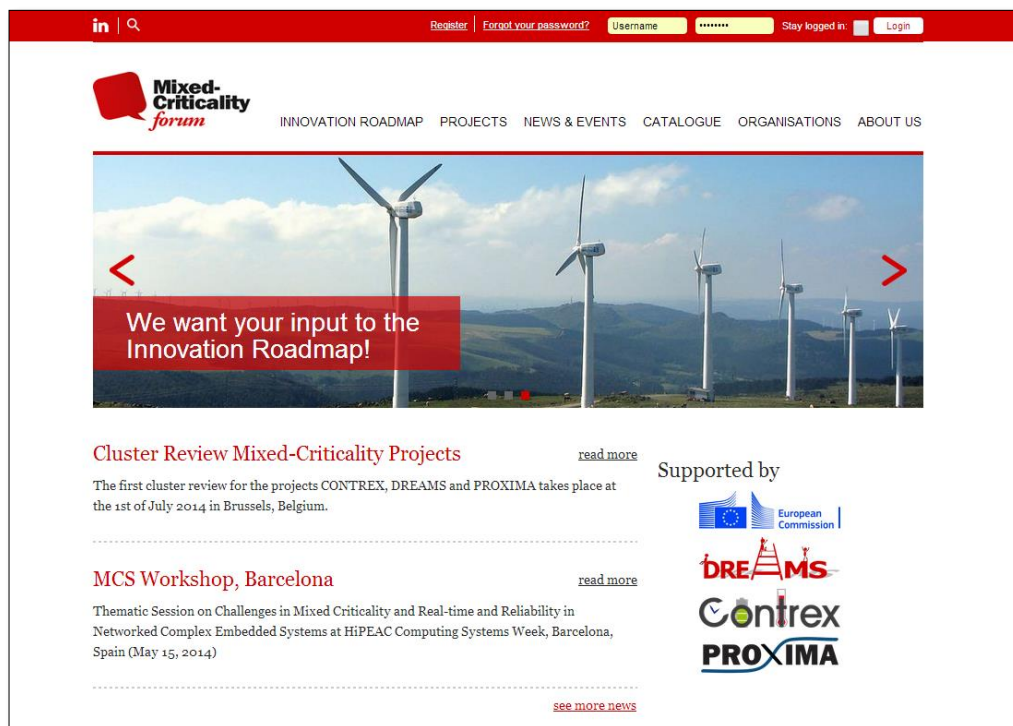 in
Register Forgot your password? Username •••••••• Stay logged in: Login
Mixed-
Criticality
forum
INNOVATION ROADMAP PROJECTS NEWS & EVENTS CATALOGUE ORGANISATIONS ABOUT US
We want your input to the
Innovation Roadmap!
Cluster Review Mixed-Criticality Projects read more
The first cluster review for the projects CONTREX, DREAMS and PROXIMA takes place at
the 1st of July 2014 in Brussels, Belgium.
MCS Workshop, Barcelona read more
Thematic Session on Challenges in Mixed Criticality and Real-time and Reliability in
Networked Complex Embedded Systems at HiPEAC Computing Systems Week, Barcelona,
Spain (May 15, 2014)
see more news
Supported by
European
Commission
DREAMS
Contrex
PROXIMA